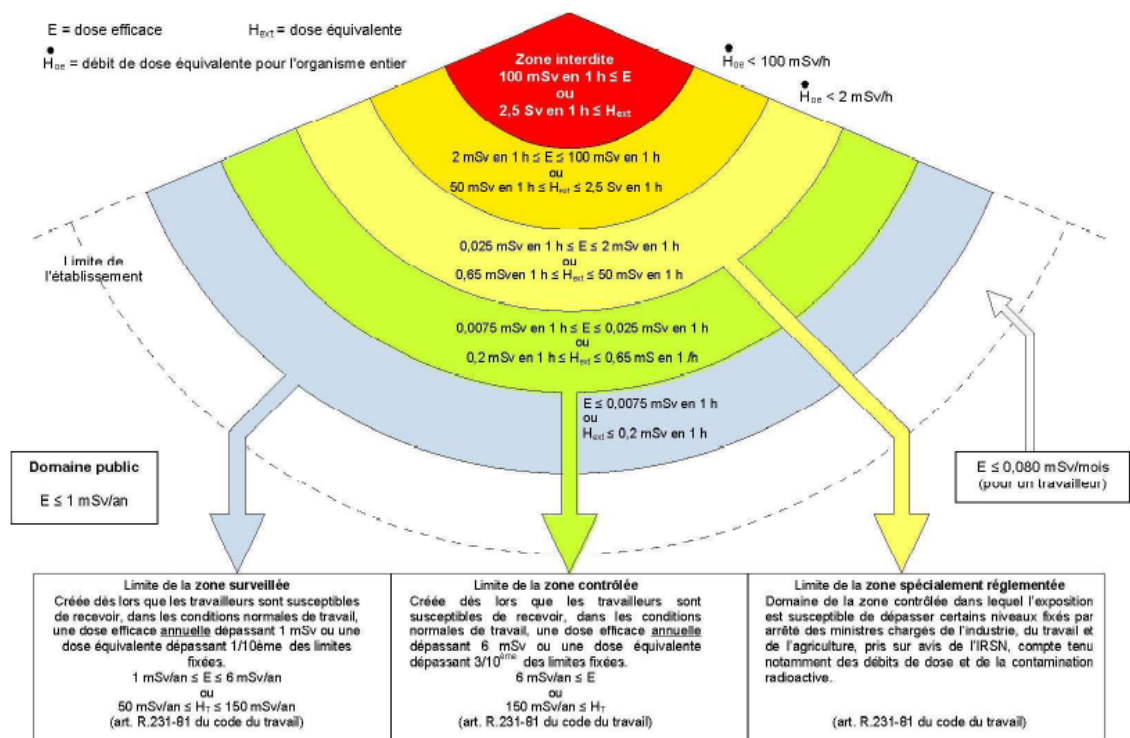 E = dose efficace
H_ext = dose équivalente
Ḣ_oe = débit de dose équivalente pour l'organisme entier
Zone interdite
100 mSv en 1 h ≤ E
ou
2,5 Sv en 1 h ≤ H_ext
Ḣ_oe < 100 mSv/h
Ḣ_oe < 2 mSv/h
2 mSv en 1 h ≤ E ≤ 100 mSv en 1 h
ou
50 mSv en 1 h ≤ H_ext ≤ 2,5 Sv en 1 h
Limite de
l'établissement
0,025 mSv en 1 h ≤ E ≤ 2 mSv en 1 h
ou
0,65 mSven 1 h ≤ H_ext ≤ 50 mSv en 1 h
0,0075 mSv en 1 h ≤ E ≤ 0,025 mSv en 1 h
ou
0,2 mSv en 1 h ≤ H_ext ≤ 0,65 mS en 1 /h
E ≤ 0,0075 mSv en 1 h
ou
H_ext ≤ 0,2 mSv en 1 h
Domaine public
E ≤ 1 mSv/an
E ≤ 0,080 mSv/mois
(pour un travailleur)
Limite de la zone surveillée
Créée dès lors que les travailleurs sont susceptibles
de recevoir, dans les conditions normales de travail,
une dose efficace annuelle dépassant 1 mSv ou une
dose équivalente dépassant 1/10ème des limites
fixées.
1 mSv/an ≤ E ≤ 6 mSv/an
ou
50 mSv/an ≤ H_T ≤ 150 mSv/an
(art. R.231-81 du code du travail)
Limite de la zone contrôlée
Créée dès lors que les travailleurs sont
susceptibles de recevoir, dans les conditions
normales de travail, une dose efficace annuelle
dépassant 6 mSv ou une dose équivalente
dépassant 3/10ème des limites fixées.
6 mSv/an ≤ E
ou
150 mSv/an ≤ H_T
(art. R.231-81 du code du travail)
Limite de la zone spécialement réglementée
Domaine de la zone contrôlée dans lequel l'exposition
est susceptible de dépasser certains niveaux fixés par
arrêté des ministres chargés de l'industrie, du travail et
de l'agriculture, pris sur avis de l'IRSN, compte tenu
notamment des débits de dose et de la contamination
radioactive.
(art. R.231-81 du code du travail)